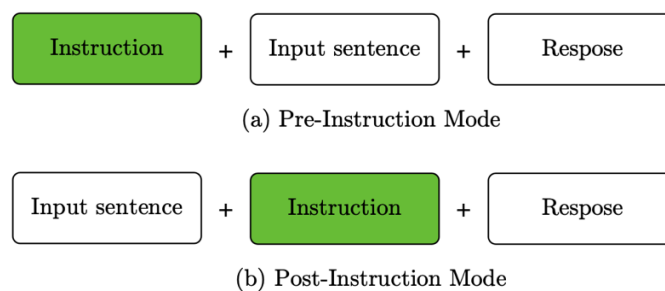 Instruction + Input sentence + Respose
(a) Pre-Instruction Mode
Input sentence + Instruction + Respose
(b) Post-Instruction Mode